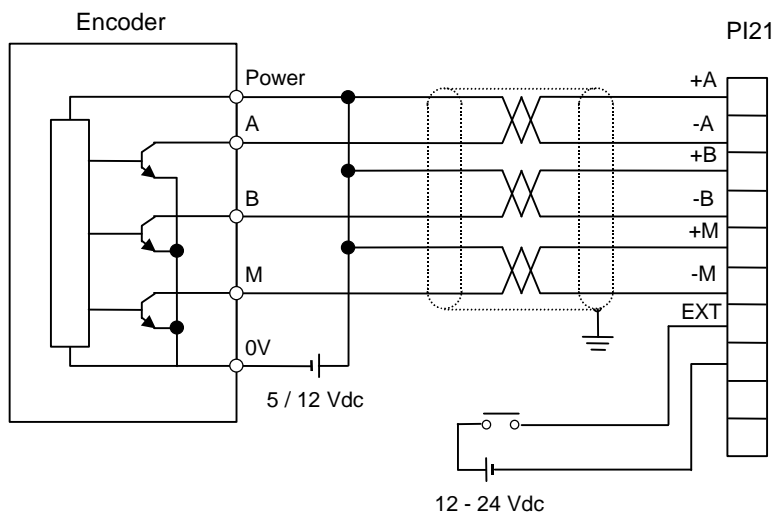 Encoder
PI21
Power
+A
A
-A
+B
B
-B
+M
M
-M
EXT
0V
5 / 12 Vdc
12 - 24 Vdc